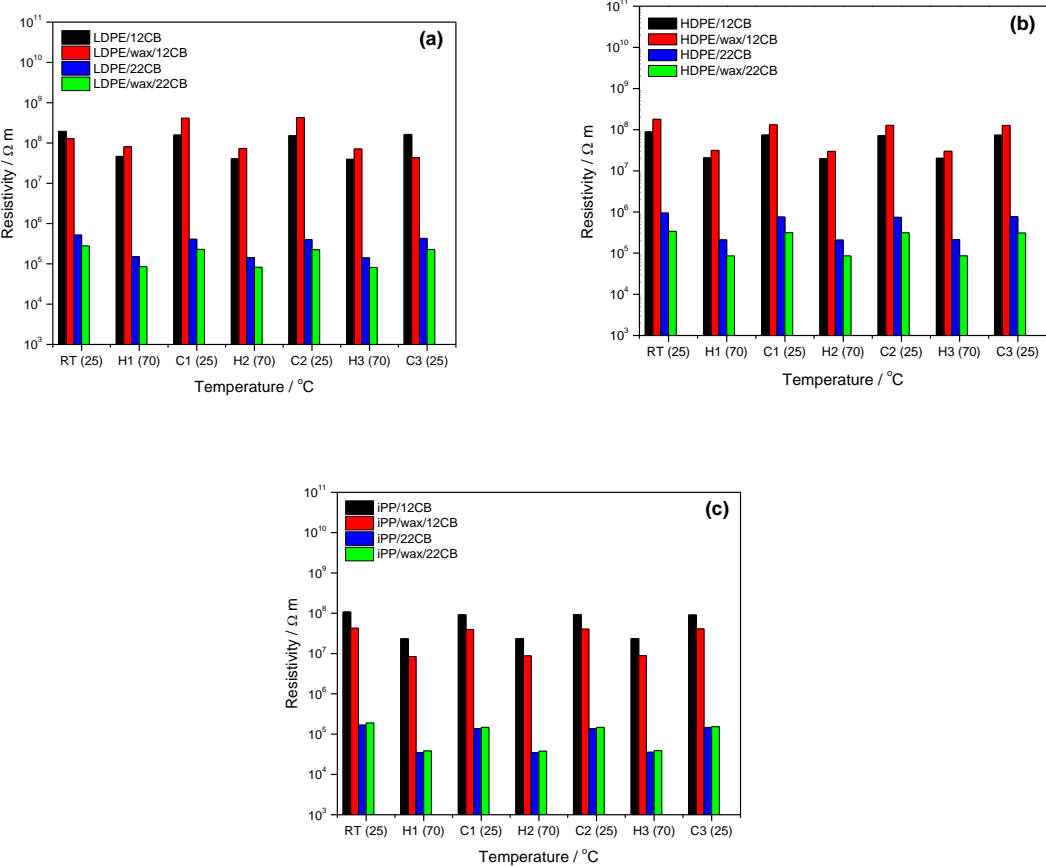 (a)
LDPE/12CB
LDPE/wax/12CB
LDPE/22CB
LDPE/wax/22CB
10¹¹
10¹⁰
10⁹
10⁸
10⁷
10⁶
10⁵
10⁴
10³
Resistivity / Ω m
RT (25) H1 (70) C1 (25) H2 (70) C2 (25) H3 (70) C3 (25)
Temperature / °C
(b)
HDPE/12CB
HDPE/wax/12CB
HDPE/22CB
HDPE/wax/22CB
10¹¹
10¹⁰
10⁹
10⁸
10⁷
10⁶
10⁵
10⁴
10³
Resistivity / Ω m
RT (25) H1 (70) C1 (25) H2 (70) C2 (25) H3 (70) C3 (25)
Temperature / °C
(c)
iPP/12CB
iPP/wax/12CB
iPP/22CB
iPP/wax/22CB
10¹¹
10¹⁰
10⁹
10⁸
10⁷
10⁶
10⁵
10⁴
10³
Resistivity / Ω m
RT (25) H1 (70) C1 (25) H2 (70) C2 (25) H3 (70) C3 (25)
Temperature / °C